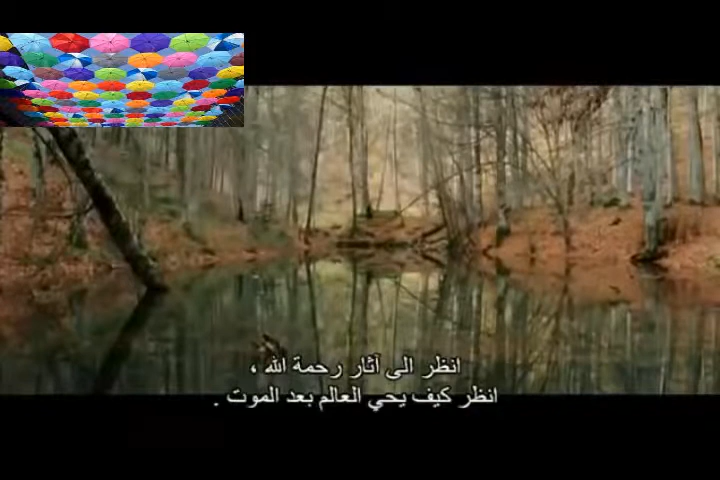 انظر الى آثار رحمة الله ،
انظر كيف يحي العالم بعد الموت .